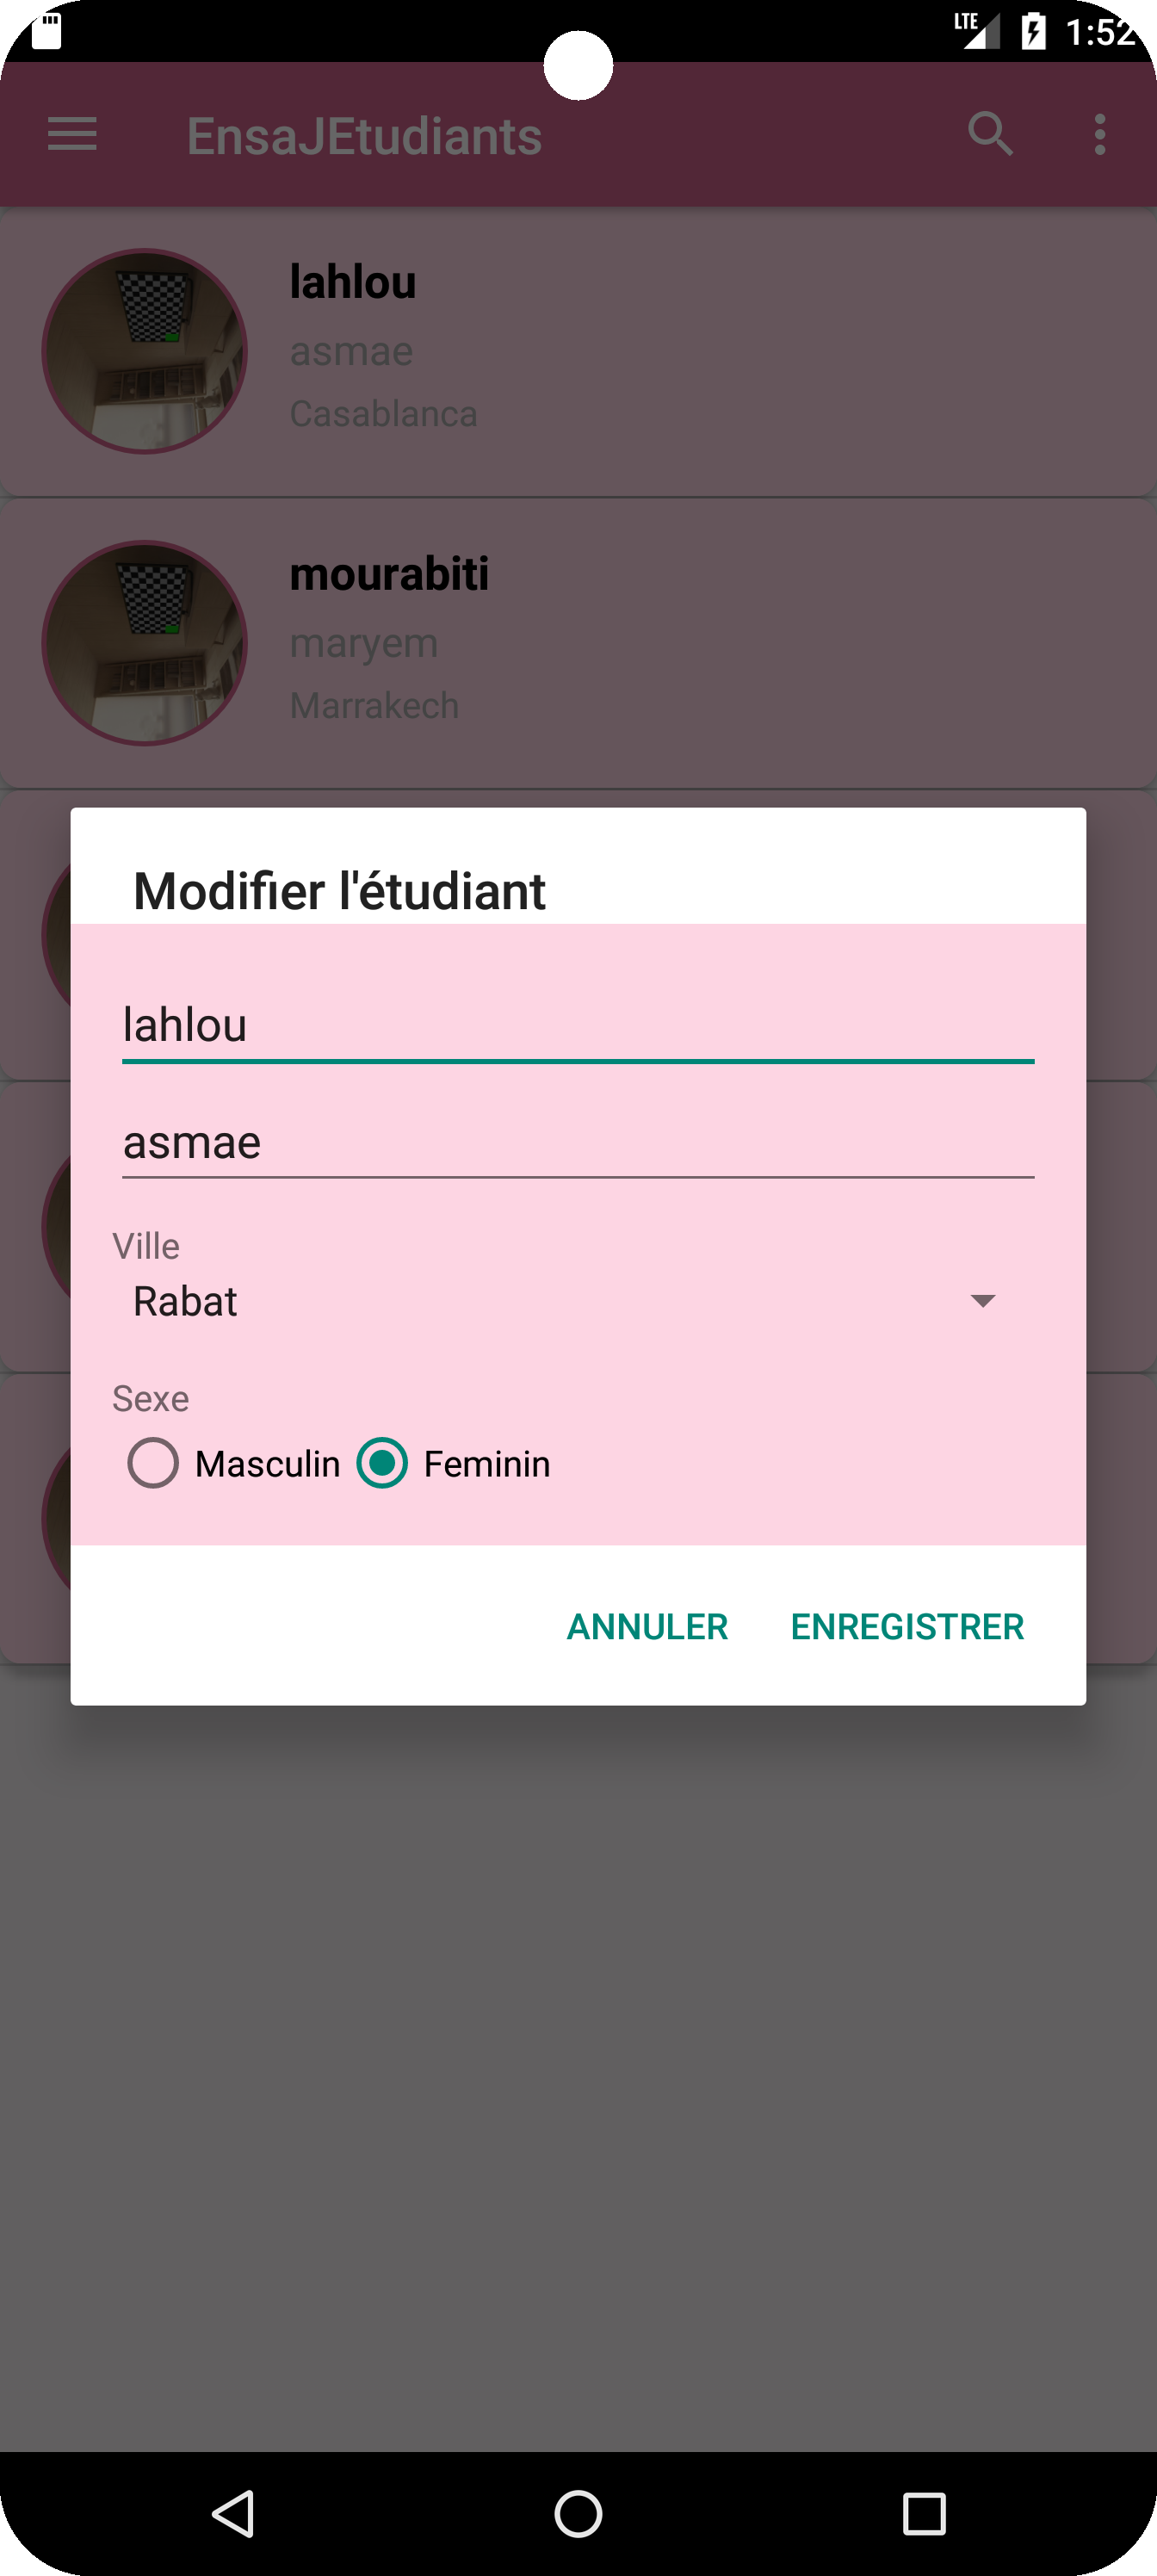 LTE 1:52
EnsaJEtudiants
lahlou
asmae
Casablanca
mourabiti
maryem
Marrakech
Modifier l'étudiant
lahlou
asmae
Ville
Rabat
Sexe
Masculin Feminin
ANNULER ENREGISTRER